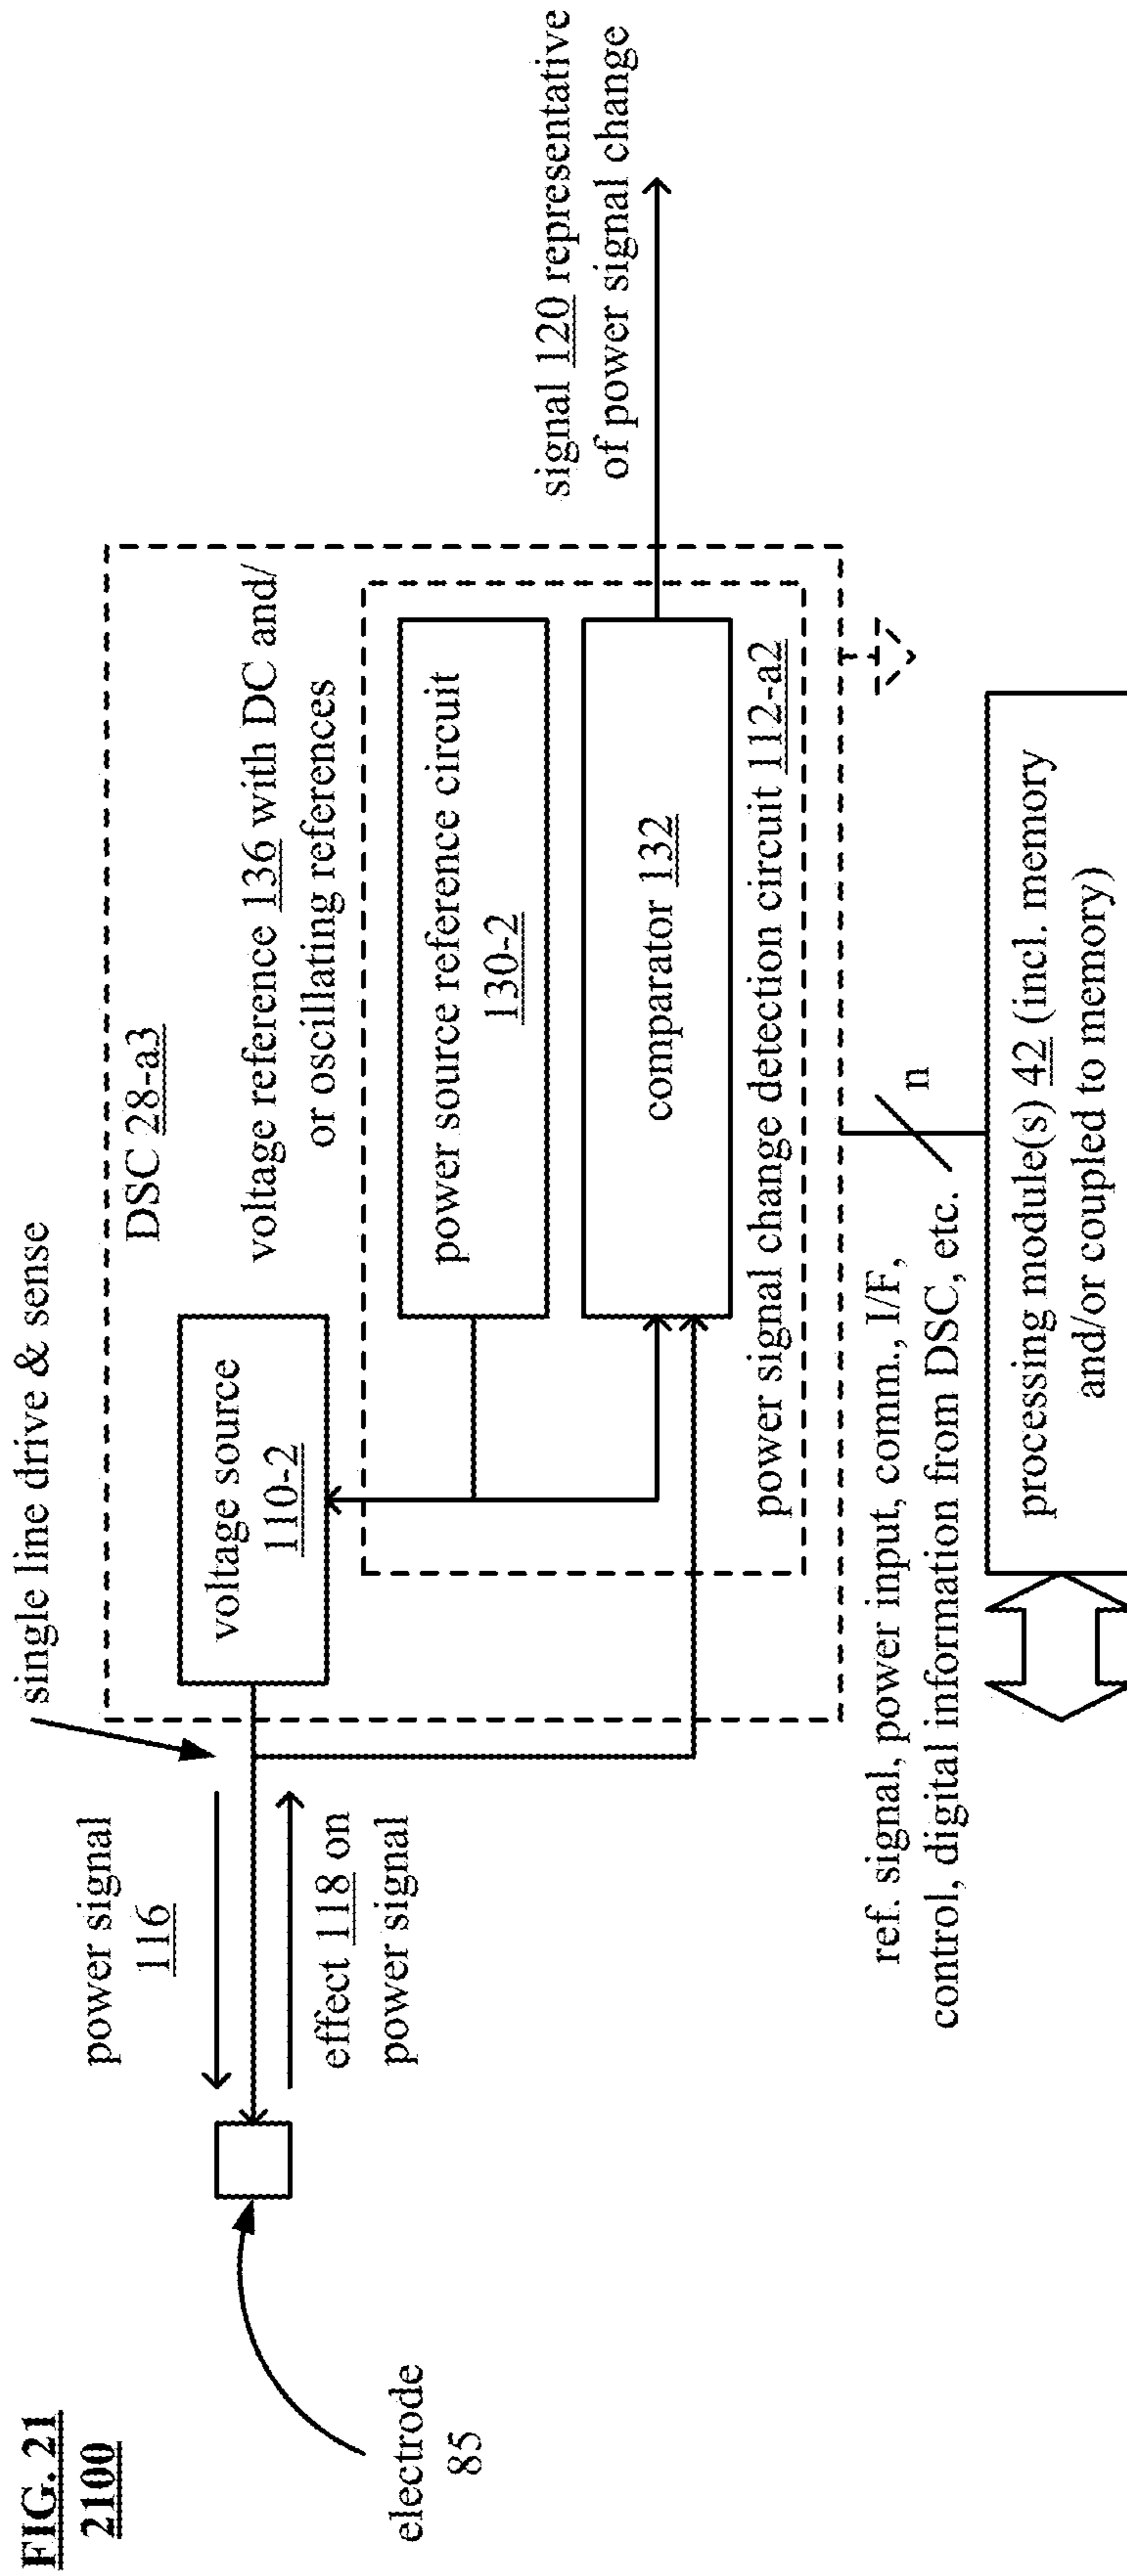 FIG. 21
2100
electrode
85
power signal
116
effect 118 on
power signal
single line drive & sense
DSC 28-a3
voltage source
110-2
voltage reference 136 with DC and/
or oscillating references
power source reference circuit
130-2
comparator 132
power signal change detection circuit 112-a2
signal 120 representative
of power signal change
ref. signal, power input, comm., I/F,
control, digital information from DSC, etc.
n
processing module(s) 42 (incl. memory
and/or coupled to memory)